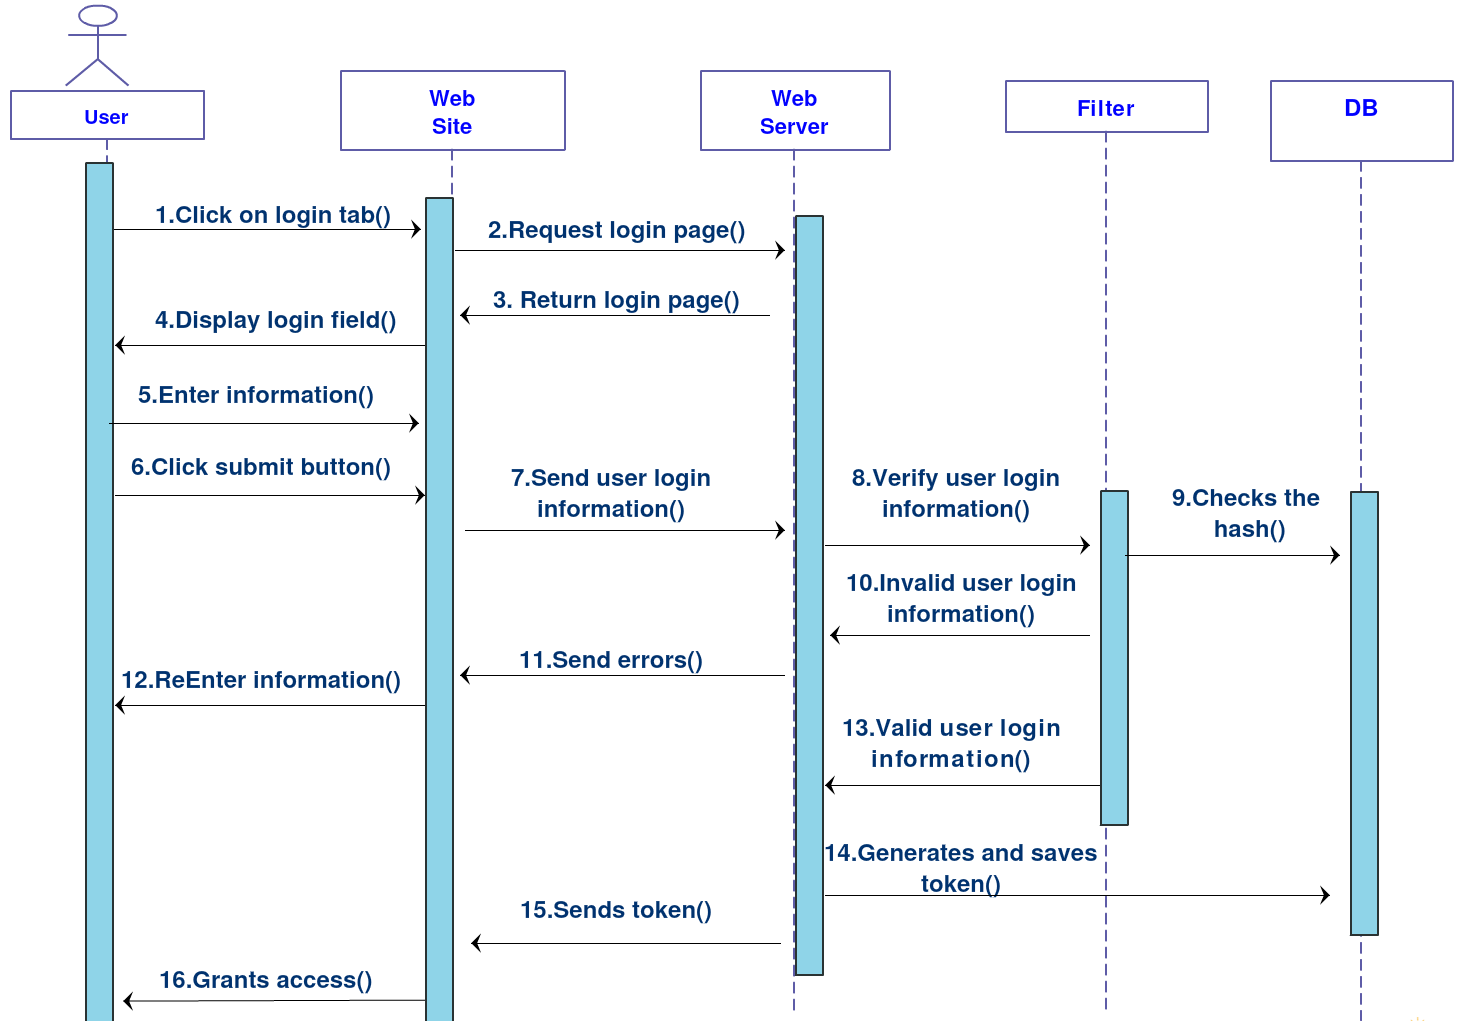 User
Web
Site
Web
Server
Filter
DB
1.Click on login tab()
2.Request login page()
3. Return login page()
4.Display login field()
5.Enter information()
6.Click submit button()
7.Send user login
information()
8.Verify user login
information()
9.Checks the
hash()
10.Invalid user login
information()
11.Send errors()
12.ReEnter information()
13.Valid user login
information()
14.Generates and saves
token()
15.Sends token()
16.Grants access()